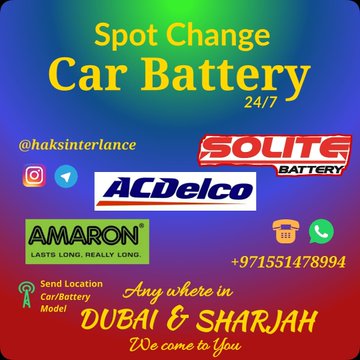 Spot Change
Car Battery
24/7
@haksinterlance
SOLITE
BATTERY
ACDelco
AMARON®
LASTS LONG. REALLY LONG.
+971551478994
Send Location
Car/Battery
Model
Any where in
DUBAI & SHARJAH
We come to You